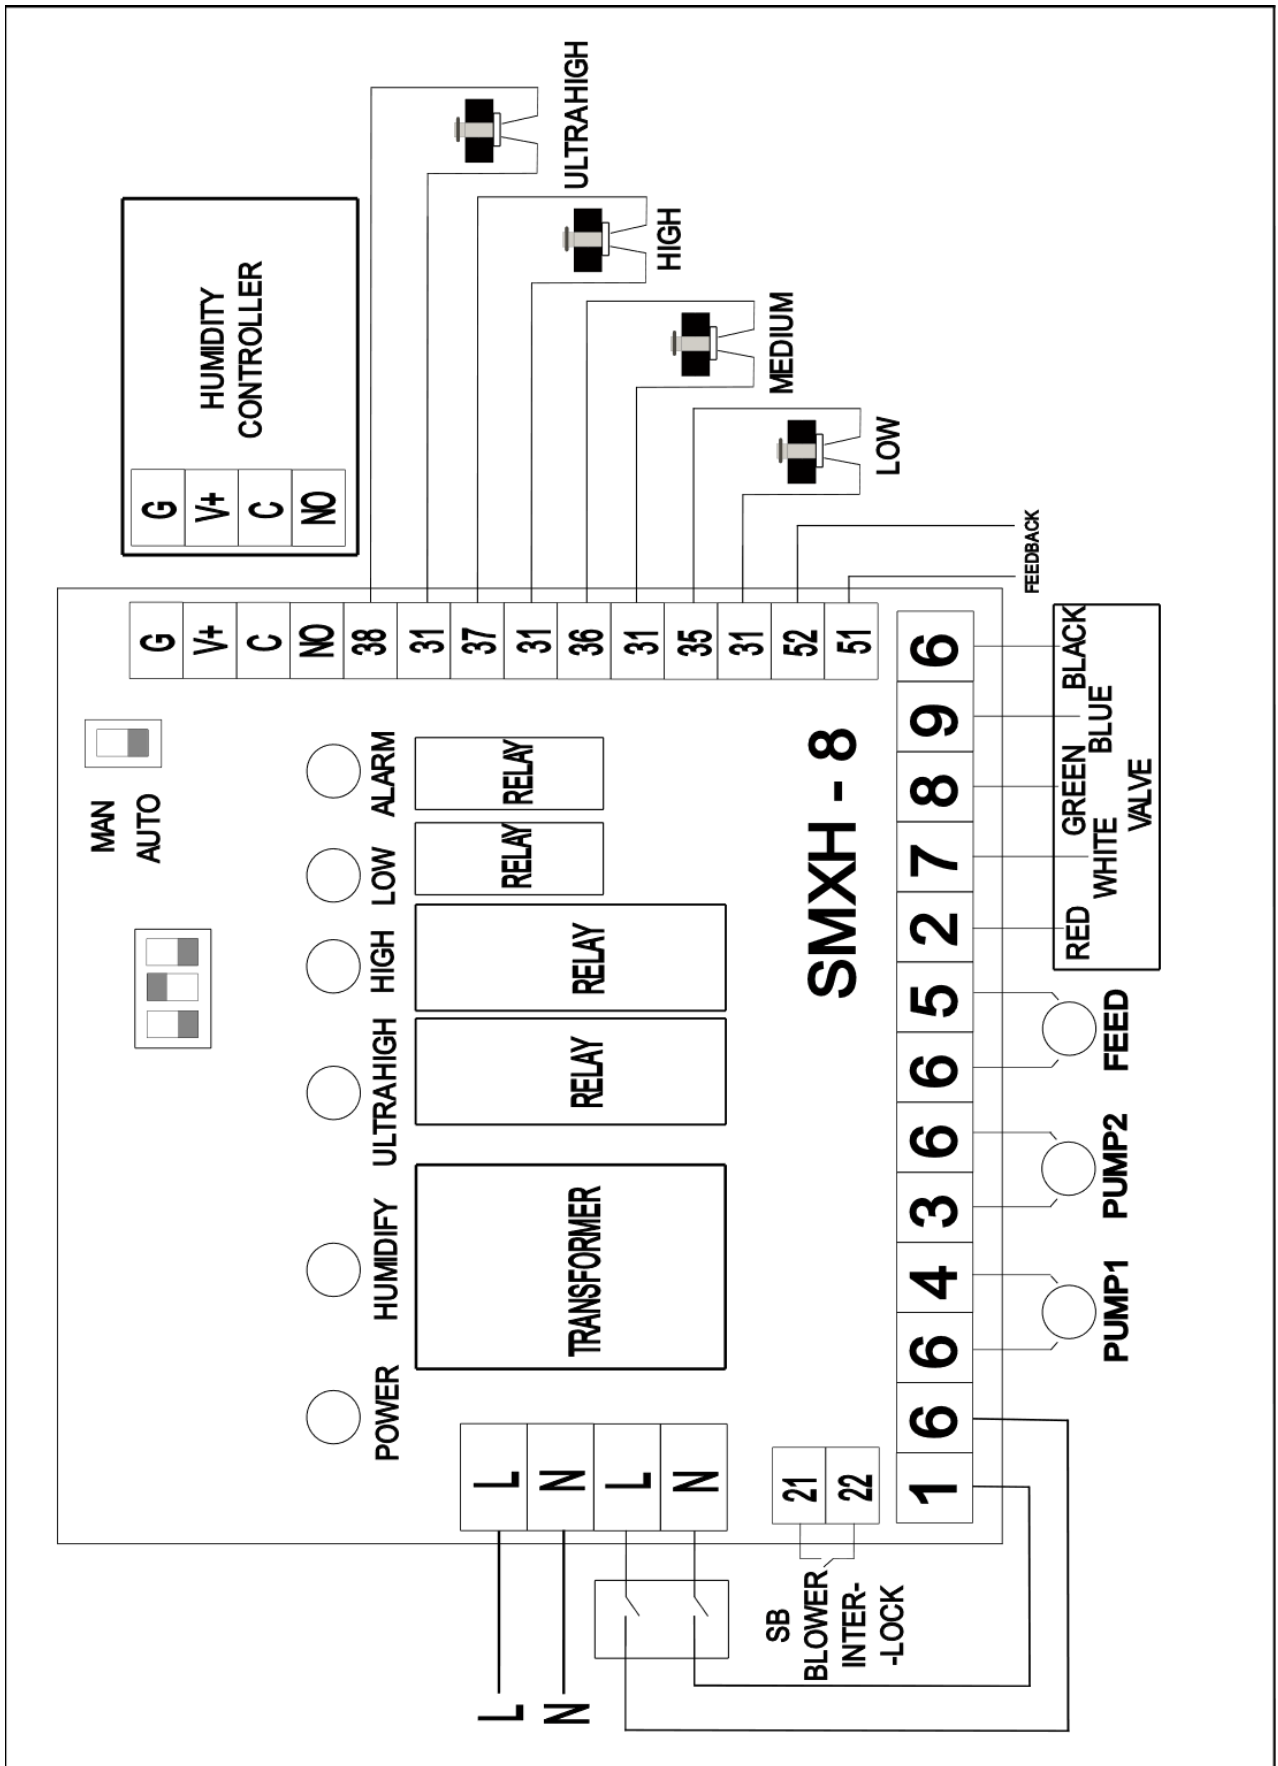 HUMIDITY
CONTROLLER
G
V+
C
NO
ULTRAHIGH
HIGH
MEDIUM
LOW
FEEDBACK
G
V+
C
NO
38
31
37
31
36
31
35
31
52
51
MAN
AUTO
POWER
HUMIDIFY
ULTRAHIGH
HIGH
LOW
ALARM
TRANSFORMER
RELAY
RELAY
RELAY
RELAY
SMXH - 8
L
N
L
N
L
N
21
22
SB
BLOWER
INTER-
-LOCK
1
6
6
4
3
6
6
5
2
7
8
9
6
PUMP1
PUMP2
FEED
RED
WHITE
GREEN
BLUE
BLACK
VALVE